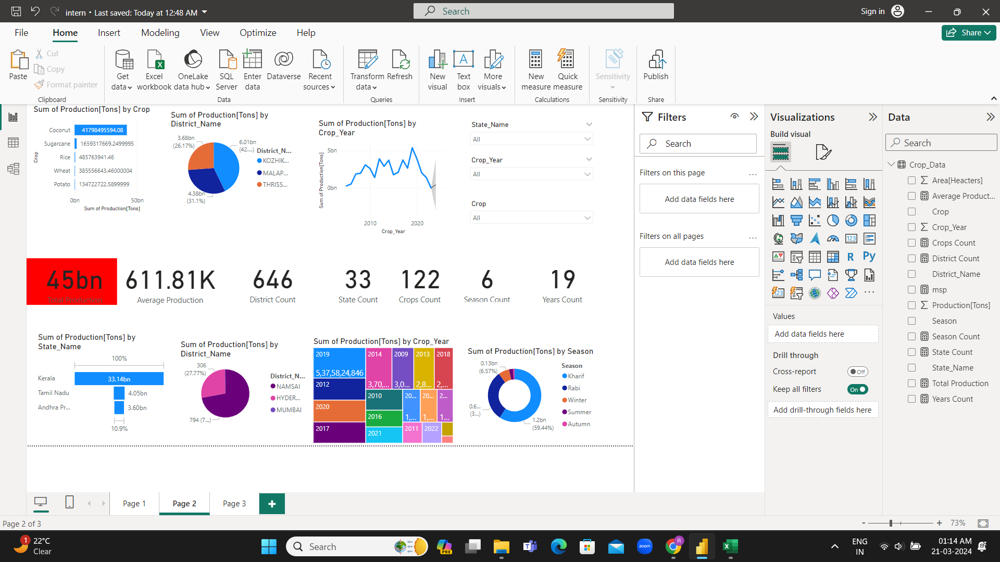 intern • Last saved: Today at 12:48 AM
Search
Sign in
File Home Insert Modeling View Optimize Help
Share
Paste
Cut
Copy
Format painter
Clipboard
Get data
Excel workbook
OneLake data hub
SQL Server
Enter data
Dataverse
Recent sources
Data
Transform data
Refresh
Queries
New visual
Text box
More visuals
Insert
New measure
Quick measure
Calculations
Sensitivity
Sensitivity
Publish
Share
Sum of Production[Tons] by Crop
Crop
Coconut 41798495594.08
Sugarcane 1659317669.2499995
Rice 485763941.46
Wheat 385556643.46000004
Potato 134722722.5899999
0bn 50bn
Sum of Production[Tons]
Sum of Production[Tons] by
District_Name
3.68bn
(26.17%)
6.01bn
(42....)
4.38bn
(31.1%)
District_N...
KOZHIK...
MALAP...
THRISS...
Sum of Production[Tons] by
Crop_Year
Sum of Production[Tons]
5bn
0bn
2010 2020
Crop_Year
State_Name
All
Crop_Year
All
Crop
All
45bn
Total Production
611.81K
Average Production
646
District Count
33
State Count
122
Crops Count
6
Season Count
19
Years Count
Sum of Production[Tons] by
State_Name
100%
Kerala 33.14bn
Tamil Nadu 4.05bn
Andhra Pr... 3.60bn
10.9%
Sum of Production[Tons] by
District_Name
306
(27.77%)
794 (7...)
District_N...
NAMSAI
HYDER...
MUMBAI
Sum of Production[Tons] by Crop_Year
2019
5,37,58,24,846
2012
2020
2017
2014
3,70,...
2009
3,0...
2013
2,8...
2018
2,...
2010
2016
2021
20...
1,...
20...
1,...
2...
1...
2011
2022
Sum of Production[Tons] by Season
0.13bn
(6.57%)
0.6...
(3...)
1.2bn
(59.44%)
Season
Kharif
Rabi
Winter
Summer
Autumn
Filters
Search
Filters on this page ...
Add data fields here
Filters on all pages ...
Add data fields here
Visualizations
Build visual
R Py
123
...
Values
Add data fields here
Drill through
Cross-report Off
Keep all filters On
Add drill-through fields here
Data
Search
Crop_Data
Area[Heacters]
Average Product...
Crop
Crop_Year
Crops Count
District Count
District_Name
msp
Production[Tons]
Season
Season Count
State Count
State_Name
Total Production
Years Count
Page 1 Page 2 Page 3 +
Page 2 of 3
- + 73%
1
22°C
Clear
Search
PRE
zoom
R
ENG
IN
01:14 AM
21-03-2024